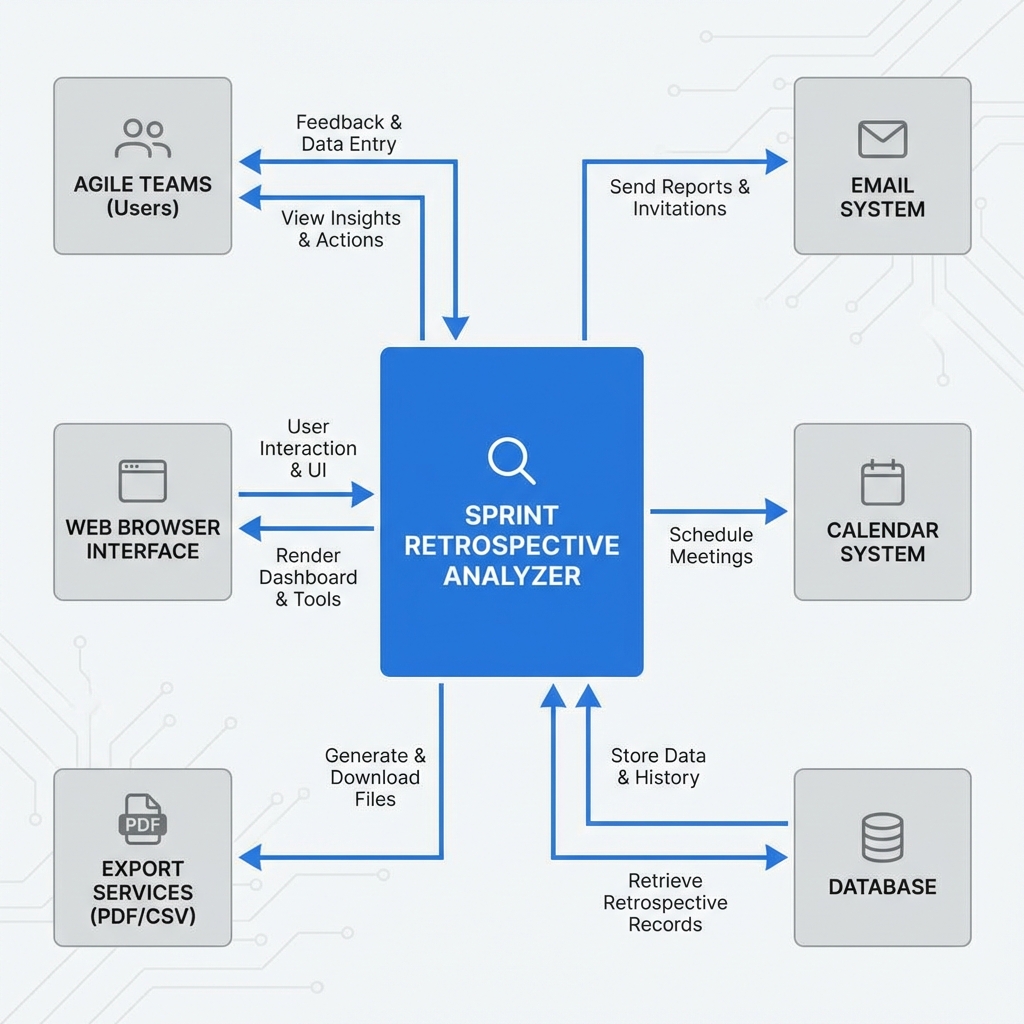 Feedback &
Data Entry
AGILE TEAMS
(Users)
View Insights
& Actions
Send Reports &
Invitations
EMAIL
SYSTEM
User
Interaction
& UI
WEB BROWSER
INTERFACE
Render
Dashboard
& Tools
SPRINT
RETROSPECTIVE
ANALYZER
Schedule
Meetings
CALENDAR
SYSTEM
Generate &
Download
Files
PDF
EXPORT
SERVICES
(PDF/CSV)
Store Data
& History
Retrieve
Retrospective
Records
DATABASE